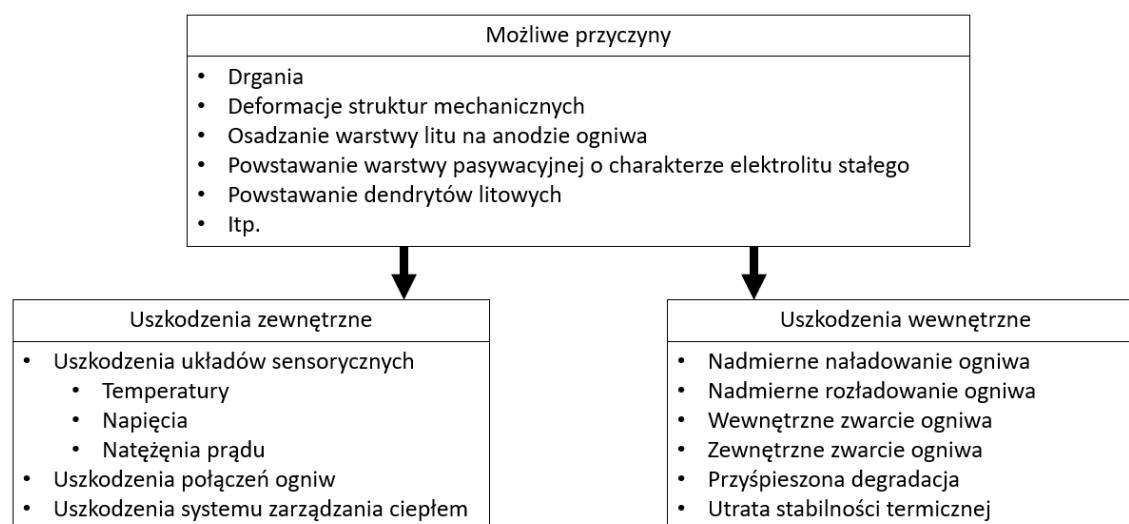 Możliwe przyczyny
• Drgania
• Deformacje struktur mechanicznych
• Osadzanie warstwy litu na anodzie ogniwa
• Powstawanie warstwy pasywacyjnej o charakterze elektrolitu stałego
• Powstawanie dendrytów litowych
• Itp.
Uszkodzenia zewnętrzne
• Uszkodzenia układów sensorycznych
• Temperatury
• Napięcia
• Natężenia prądu
• Uszkodzenia połączeń ogniw
• Uszkodzenia systemu zarządzania ciepłem
Uszkodzenia wewnętrzne
• Nadmierne naładowanie ogniwa
• Nadmierne rozładowanie ogniwa
• Wewnętrzne zwarcie ogniwa
• Zewnętrzne zwarcie ogniwa
• Przyśpieszona degradacja
• Utrata stabilności termicznej